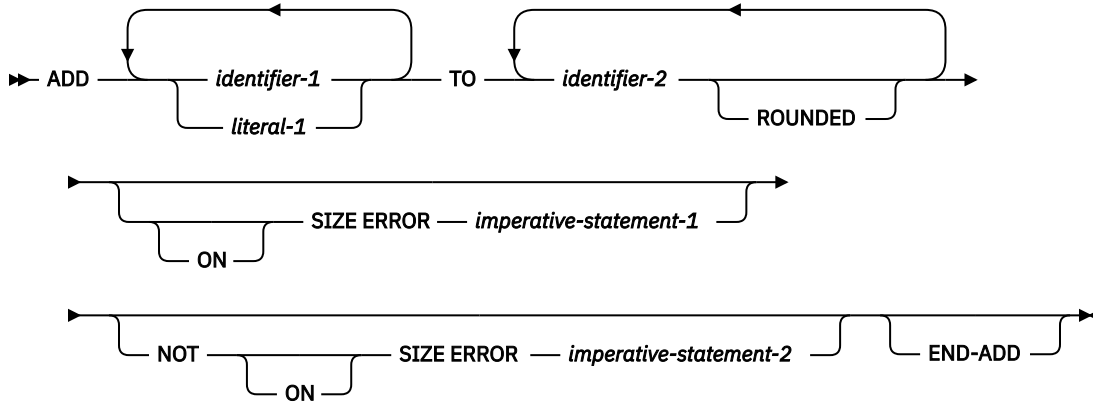 ADD identifier-1 TO identifier-2
literal-1 ROUNDED
SIZE ERROR imperative-statement-1
ON
NOT SIZE ERROR imperative-statement-2 END-ADD
ON